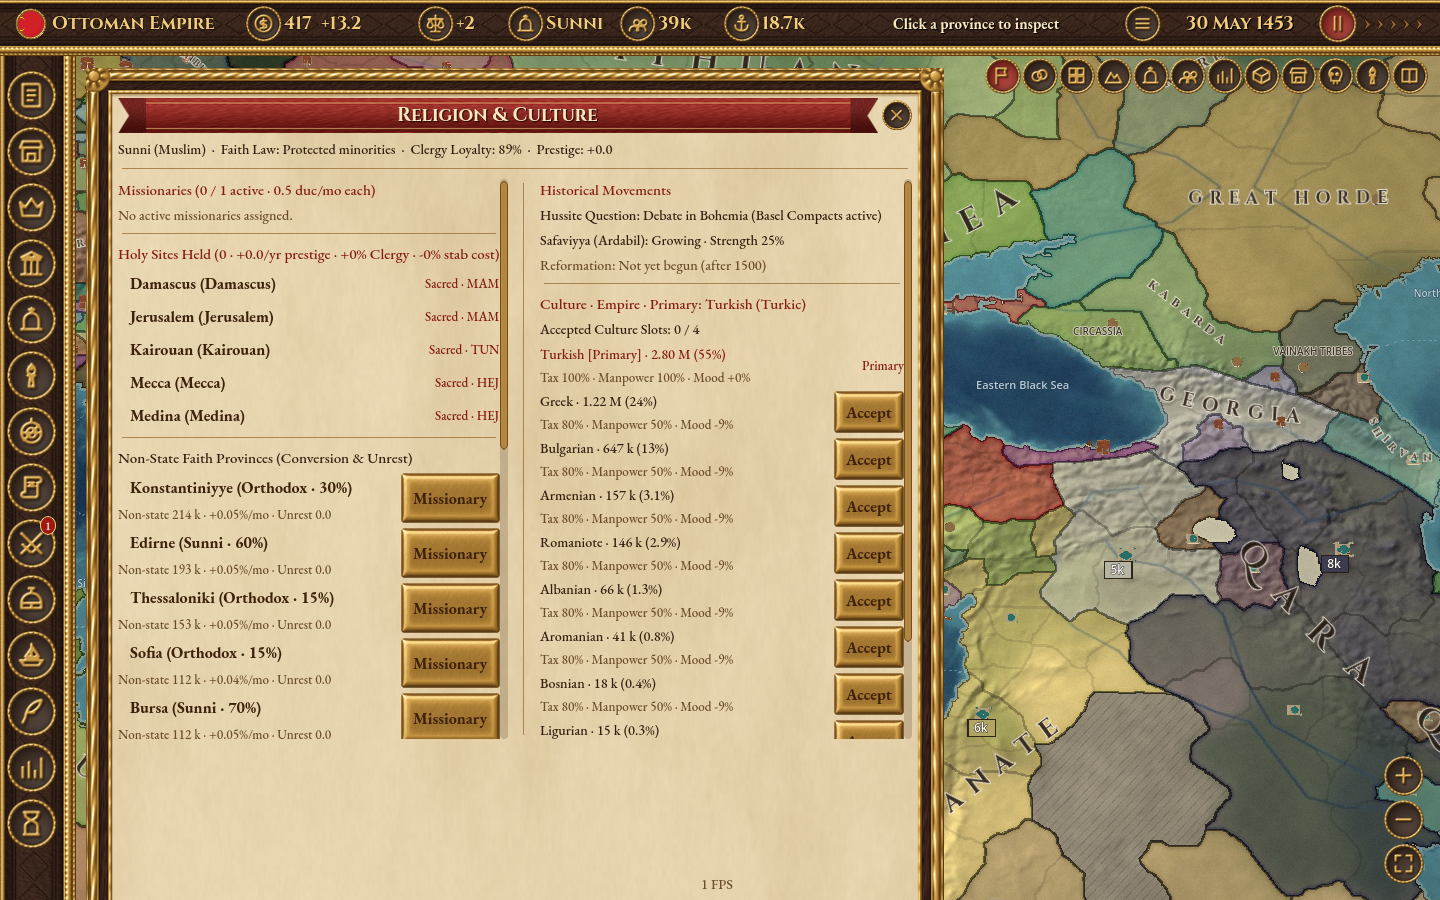 OTTOMAN EMPIRE 417 +13.2 +2 SUNNI 39K 18.7K Click a province to inspect 30 MAY 1453
RELIGION & CULTURE
Sunni (Muslim) · Faith Law: Protected minorities · Clergy Loyalty: 89% · Prestige: +0.0
Missionaries (0 / 1 active · 0.5 duc/mo each)
No active missionaries assigned.
Holy Sites Held (0 · +0.0/yr prestige · +0% Clergy · -0% stab cost)
Damascus (Damascus) Sacred · MAM
Jerusalem (Jerusalem) Sacred · MAM
Kairouan (Kairouan) Sacred · TUN
Mecca (Mecca) Sacred · HEJ
Medina (Medina) Sacred · HEJ
Non-State Faith Provinces (Conversion & Unrest)
Konstantiniyye (Orthodox · 30%)
Non-state 214 k · +0.05%/mo · Unrest 0.0
Missionary
Edirne (Sunni · 60%)
Non-state 193 k · +0.05%/mo · Unrest 0.0
Missionary
Thessaloniki (Orthodox · 15%)
Non-state 153 k · +0.05%/mo · Unrest 0.0
Missionary
Sofia (Orthodox · 15%)
Non-state 112 k · +0.04%/mo · Unrest 0.0
Missionary
Bursa (Sunni · 70%)
Non-state 112 k · +0.05%/mo · Unrest 0.0
Missionary
Historical Movements
Hussite Question: Debate in Bohemia (Basel Compacts active)
Safaviyya (Ardabil): Growing · Strength 25%
Reformation: Not yet begun (after 1500)
Culture · Empire · Primary: Turkish (Turkic)
Accepted Culture Slots: 0 / 4
Turkish [Primary] · 2.80 M (55%)
Tax 100% · Manpower 100% · Mood +0%
Primary
Greek · 1.22 M (24%)
Tax 80% · Manpower 50% · Mood -9%
Accept
Bulgarian · 647 k (13%)
Tax 80% · Manpower 50% · Mood -9%
Accept
Armenian · 157 k (3.1%)
Tax 80% · Manpower 50% · Mood -9%
Accept
Romaniote · 146 k (2.9%)
Tax 80% · Manpower 50% · Mood -9%
Accept
Albanian · 66 k (1.3%)
Tax 80% · Manpower 50% · Mood -9%
Accept
Aromanian · 41 k (0.8%)
Tax 80% · Manpower 50% · Mood -9%
Accept
Bosnian · 18 k (0.4%)
Tax 80% · Manpower 50% · Mood -9%
Accept
Ligurian · 15 k (0.3%)
1 FPS
1
GREAT HORDE
KABARDA
CIRCASSIA
VAINAKH TRIBES
North
Eastern Black Sea
GEORGIA
SHIRVAN
5k
8k
QARA
6k
ANATE